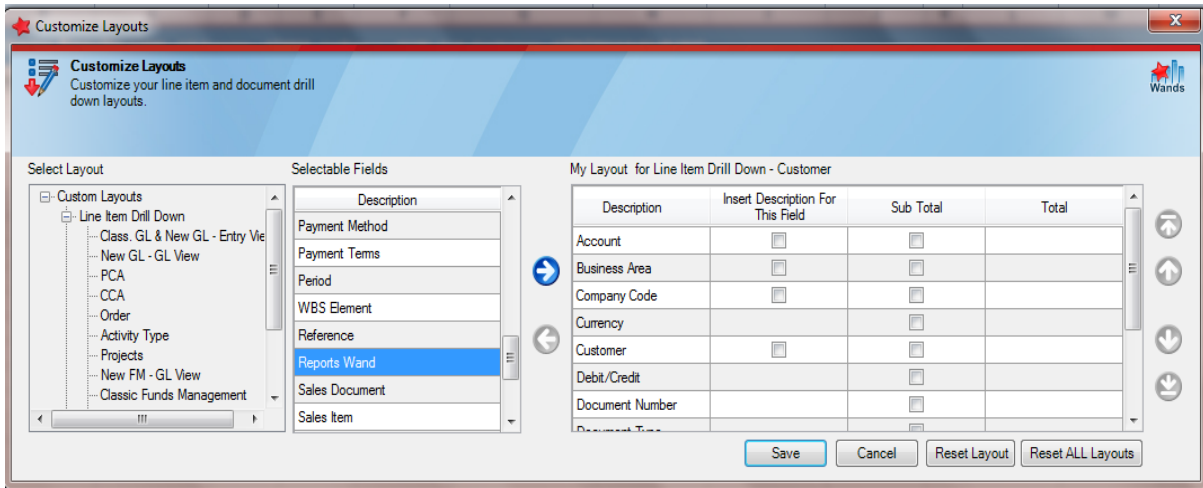 Customize Layouts
Customize Layouts
Customize your line item and document drill
down layouts.
Wands
Select Layout
Custom Layouts
Line Item Drill Down
Class. GL & New GL - Entry Vie
New GL - GL View
PCA
CCA
Order
Activity Type
Projects
New FM - GL View
Classic Funds Management
Selectable Fields
Description
Payment Method
Payment Terms
Period
WBS Element
Reference
Reports Wand
Sales Document
Sales Item
My Layout for Line Item Drill Down - Customer
Description Insert Description For This Field Sub Total Total
Account
Business Area
Company Code
Currency
Customer
Debit/Credit
Document Number
Document Type
Save Cancel Reset Layout Reset ALL Layouts